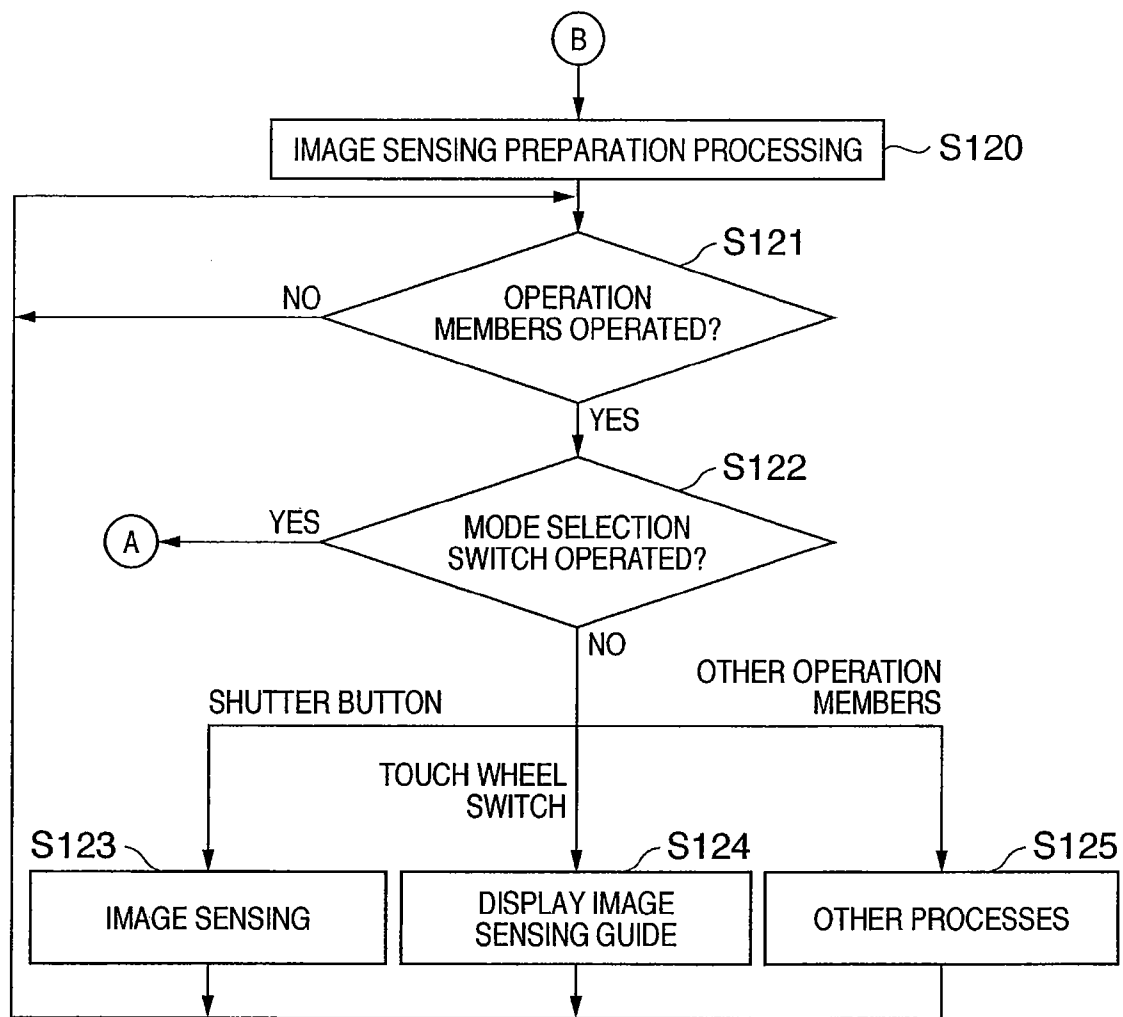 B
IMAGE SENSING PREPARATION PROCESSING
S120
S121
NO
OPERATION
MEMBERS OPERATED?
YES
S122
A
YES
MODE SELECTION
SWITCH OPERATED?
NO
SHUTTER BUTTON
OTHER OPERATION
MEMBERS
TOUCH WHEEL
SWITCH
S123
S124
S125
IMAGE SENSING
DISPLAY IMAGE
SENSING GUIDE
OTHER PROCESSES